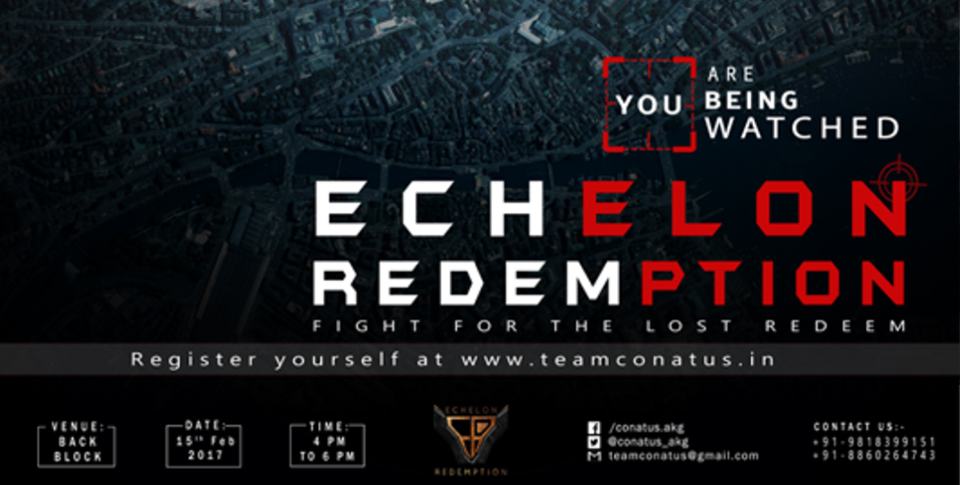 YOU
ARE
BEING
WATCHED
ECHELON
REDEMPTION
FIGHT FOR THE LOST REDEEM
Register yourself at www.teamconatus.in
VENUE:
BACK
BLOCK
DATE:
15th Feb
2017
TIME:
4 PM
TO 6 PM
ECHELON
REDEMPTION
/conatus.akg
@conatus_akg
teamconatus@gmail.com
CONTACT US:-
+91-9818399151
+91-8860264743